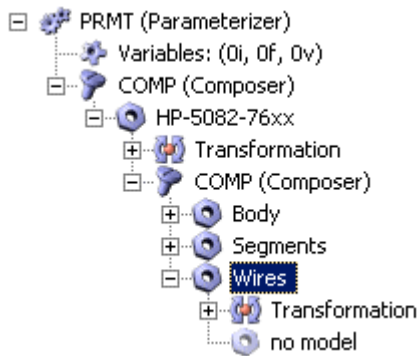 PRMT (Parameterizer)
Variables: (0i, 0f, 0v)
COMP (Composer)
HP-5082-76xx
Transformation
COMP (Composer)
Body
Segments
Wires
Transformation
no model